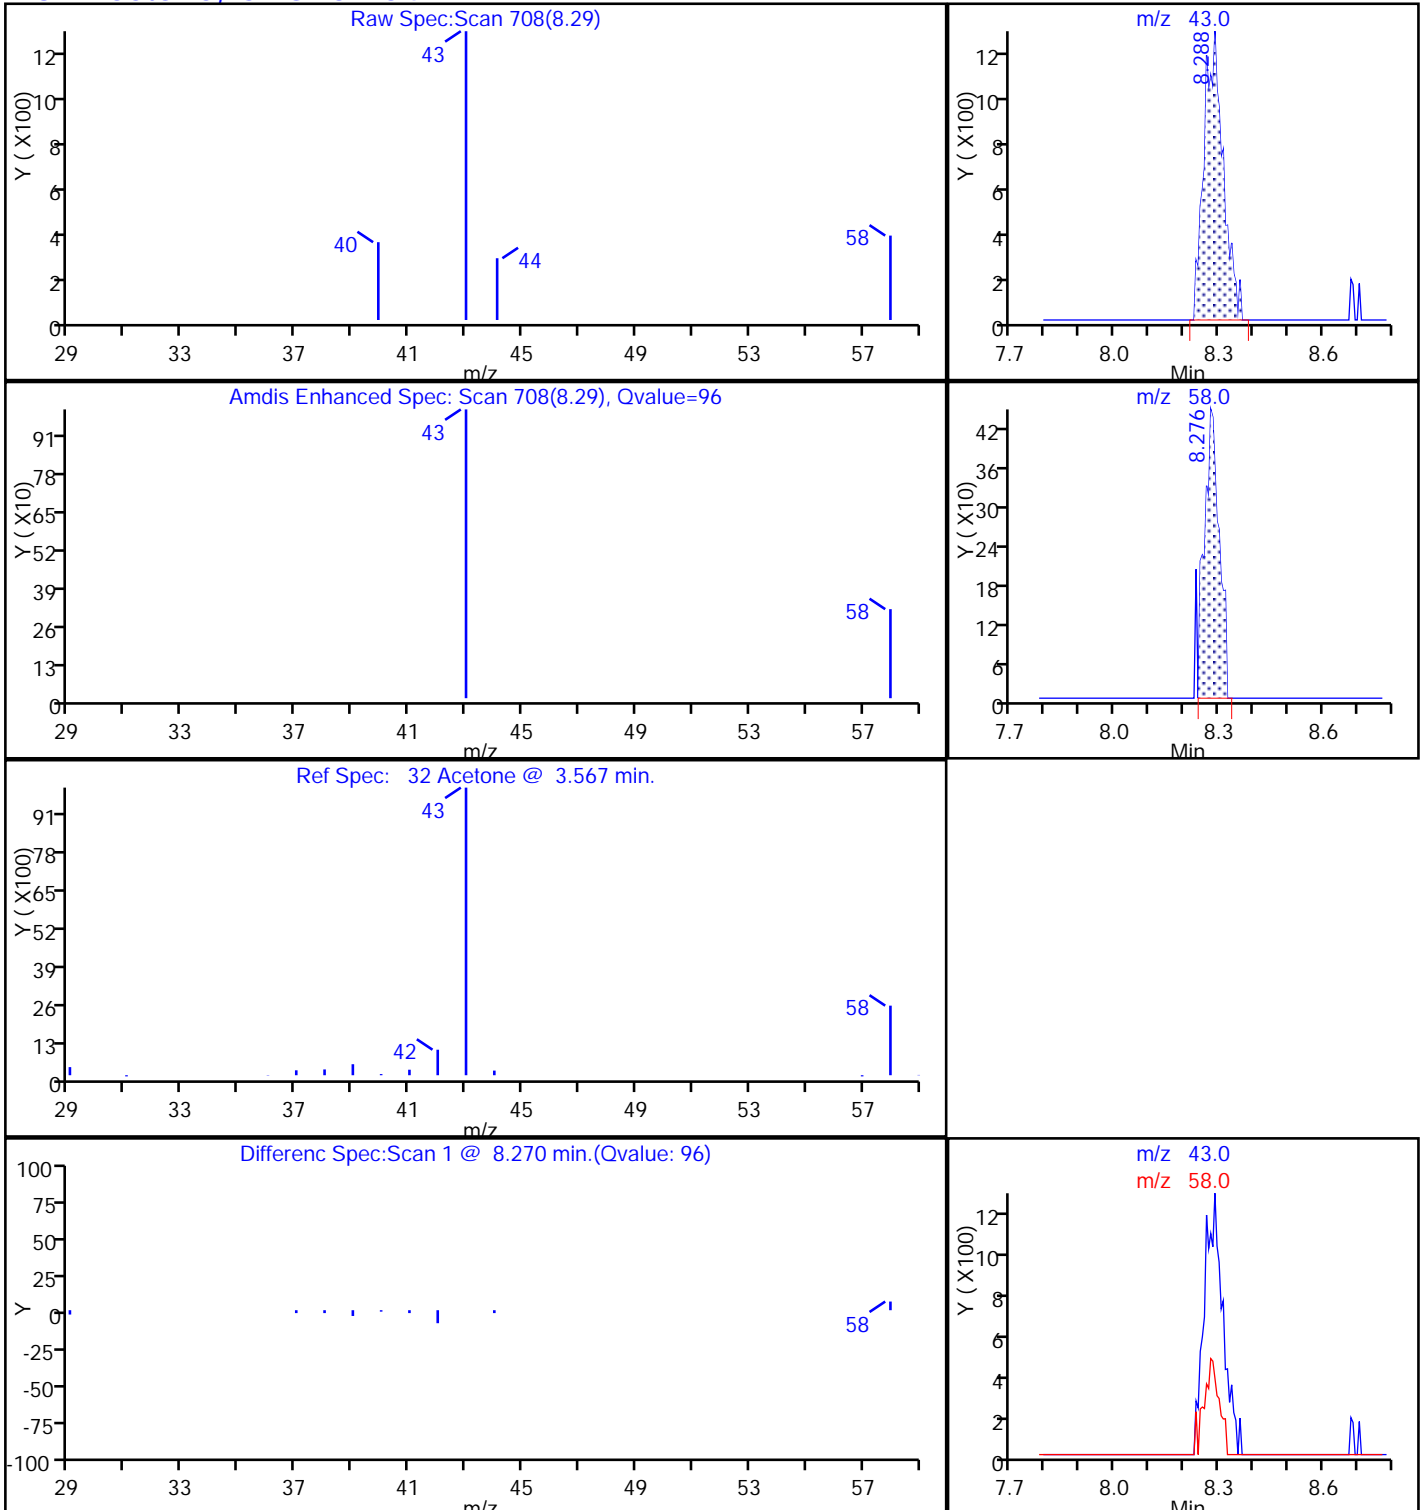 Raw Spec:Scan 708(8.29)
43
40
44
58
Y ( X100)
12
10
8
6
4
2
0
29 33 37 41 45 49 53 57
m/z
m/z 43.0
8.288
Y ( X100)
12
10
8
6
4
2
0
7.7 8.0 8.3 8.6
Min
Amdis Enhanced Spec: Scan 708(8.29), Qvalue=96
43
58
Y ( X10)
91
78
65
52
39
26
13
0
29 33 37 41 45 49 53 57
m/z
m/z 58.0
8.276
Y ( X10)
42
36
30
24
18
12
6
0
7.7 8.0 8.3 8.6
Min
Ref Spec: 32 Acetone @ 3.567 min.
43
42
58
Y ( X100)
91
78
65
52
39
26
13
0
29 33 37 41 45 49 53 57
m/z
Differenc Spec:Scan 1 @ 8.270 min.(Qvalue: 96)
58
Y
100
75
50
25
0
-25
-50
-75
-100
29 33 37 41 45 49 53 57
m/z
m/z 43.0
m/z 58.0
Y ( X100)
12
10
8
6
4
2
0
7.7 8.0 8.3 8.6
Min